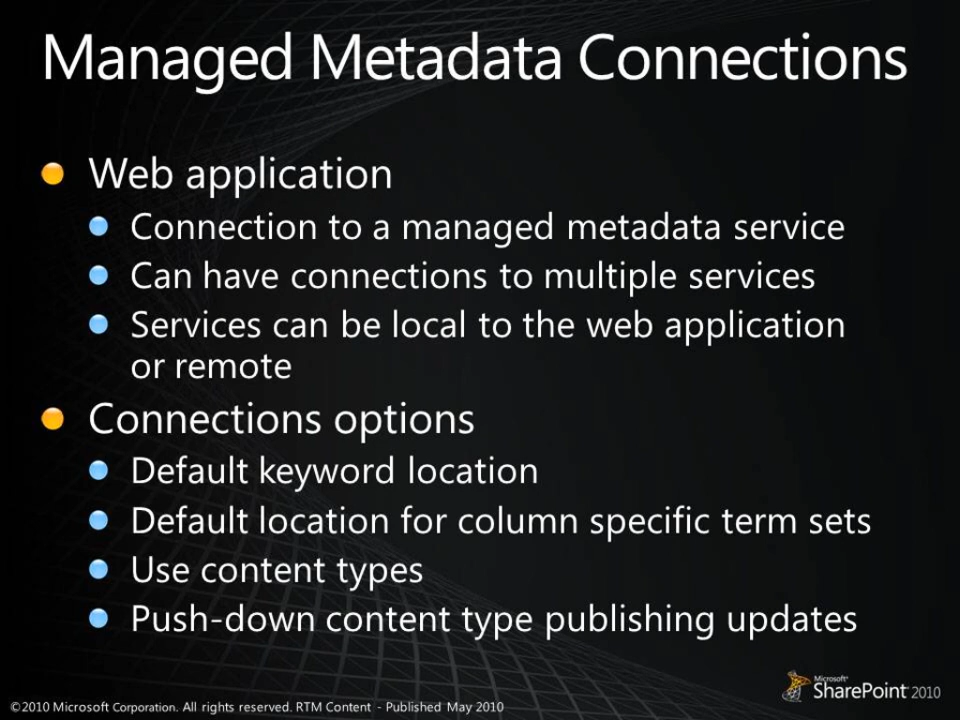 Managed Metadata Connections
Web application
Connection to a managed metadata service
Can have connections to multiple services
Services can be local to the web application
or remote
Connections options
Default keyword location
Default location for column specific term sets
Use content types
Push-down content type publishing updates
Microsoft®
SharePoint 2010
©2010 Microsoft Corporation. All rights reserved. RTM Content - Published May 2010